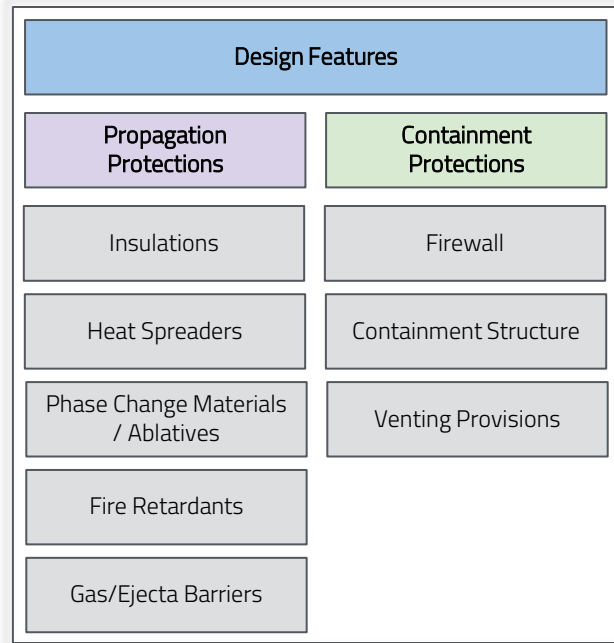 Design Features
Propagation
Protections
Containment
Protections
Insulations
Firewall
Heat Spreaders
Containment Structure
Phase Change Materials
/ Ablatives
Venting Provisions
Fire Retardants
Gas/Ejecta Barriers